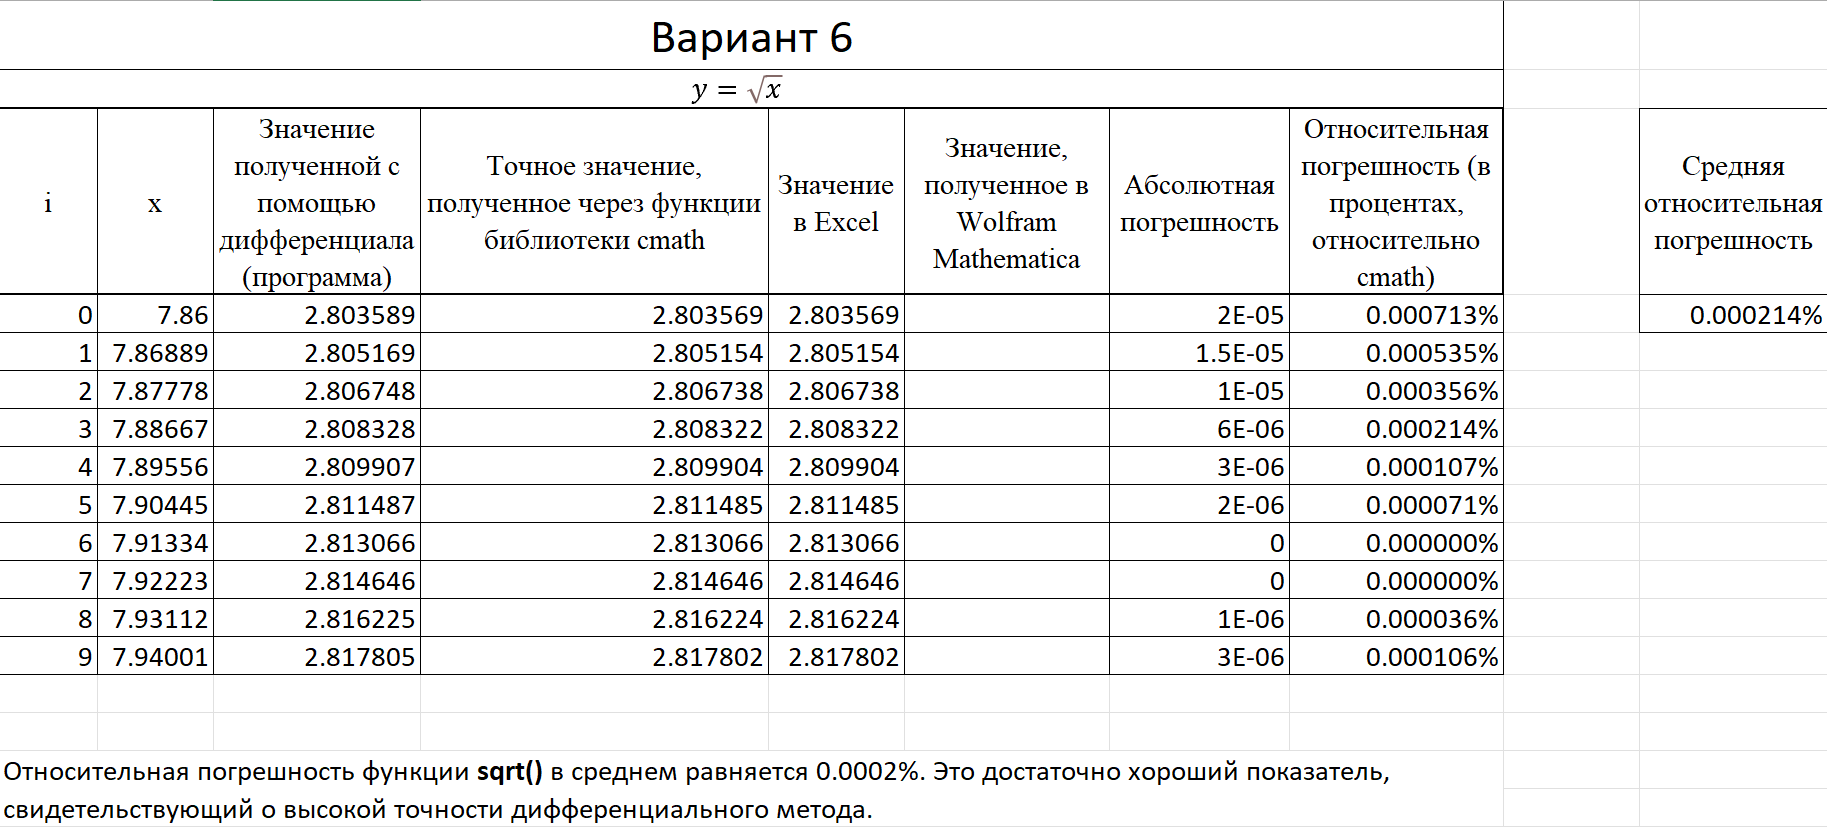 Вариант 6
y = √x
i
x
Значение
полученной с
помощью
дифференциала
(программа)
Точное значение,
полученное через функции
библиотеки cmath
Значение
в Excel
Значение,
полученное в
Wolfram
Mathematica
Абсолютная
погрешность
Относительная
погрешность (в
процентах,
относительно
cmath)
Средняя
относительная
погрешность
0 7.86 2.803589 2.803569 2.803569 2E-05 0.000713% 0.000214%
1 7.86889 2.805169 2.805154 2.805154 1.5E-05 0.000535%
2 7.87778 2.806748 2.806738 2.806738 1E-05 0.000356%
3 7.88667 2.808328 2.808322 2.808322 6E-06 0.000214%
4 7.89556 2.809907 2.809904 2.809904 3E-06 0.000107%
5 7.90445 2.811487 2.811485 2.811485 2E-06 0.000071%
6 7.91334 2.813066 2.813066 2.813066 0 0.000000%
7 7.92223 2.814646 2.814646 2.814646 0 0.000000%
8 7.93112 2.816225 2.816224 2.816224 1E-06 0.000036%
9 7.94001 2.817805 2.817802 2.817802 3E-06 0.000106%
Относительная погрешность функции sqrt() в среднем равняется 0.0002%. Это достаточно хороший показатель,
свидетельствующий о высокой точности дифференциального метода.